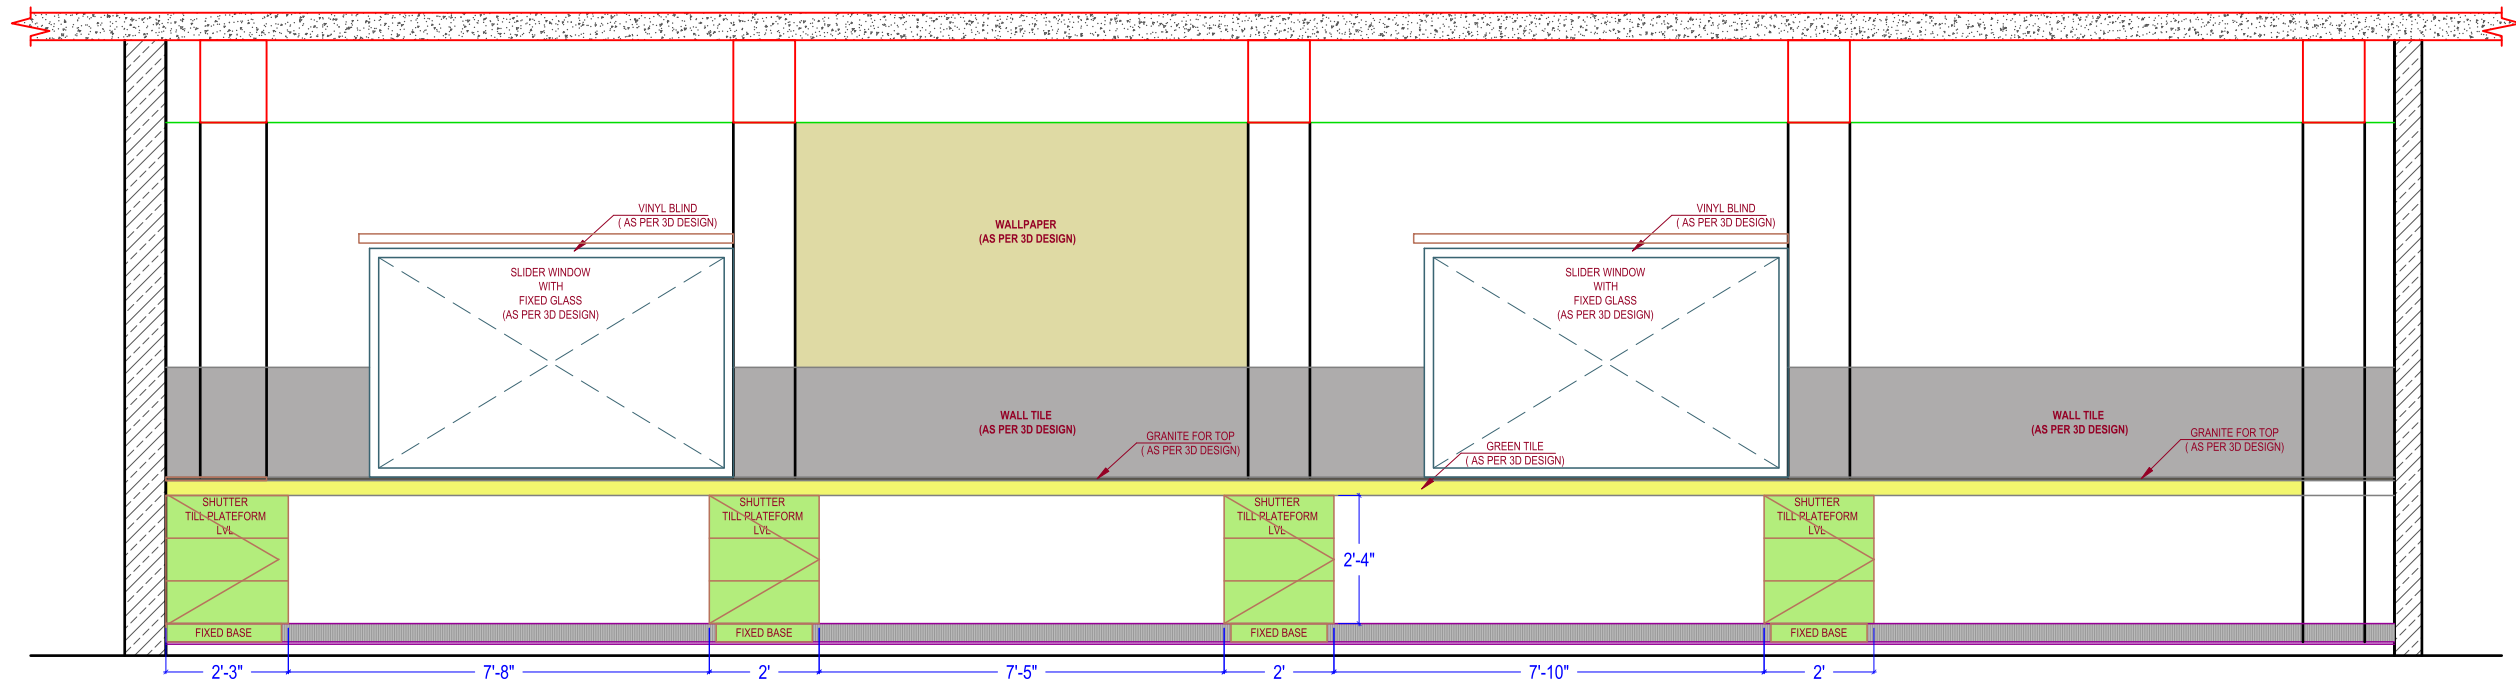 VINYL BLIND
( AS PER 3D DESIGN)
WALLPAPER
(AS PER 3D DESIGN)
VINYL BLIND
( AS PER 3D DESIGN)
SLIDER WINDOW
WITH
FIXED GLASS
(AS PER 3D DESIGN)
SLIDER WINDOW
WITH
FIXED GLASS
(AS PER 3D DESIGN)
WALL TILE
(AS PER 3D DESIGN)
WALL TILE
(AS PER 3D DESIGN)
GRANITE FOR TOP
( AS PER 3D DESIGN)
GREEN TILE
( AS PER 3D DESIGN)
GRANITE FOR TOP
( AS PER 3D DESIGN)
SHUTTER
TILL PLATEFORM
LVL
SHUTTER
TILL PLATEFORM
LVL
SHUTTER
TILL PLATEFORM
LVL
SHUTTER
TILL PLATEFORM
LVL
2'-4"
FIXED BASE
FIXED BASE
FIXED BASE
FIXED BASE
2'-3"
7'-8"
2'
7'-5"
2'
7'-10"
2'